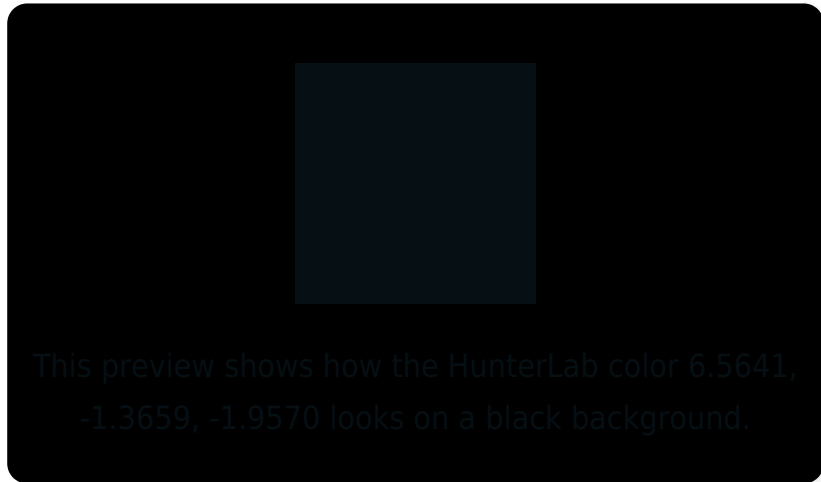 This preview shows how the HunterLab color 6.5641,
-1.3659, -1.9570 looks on a black background.